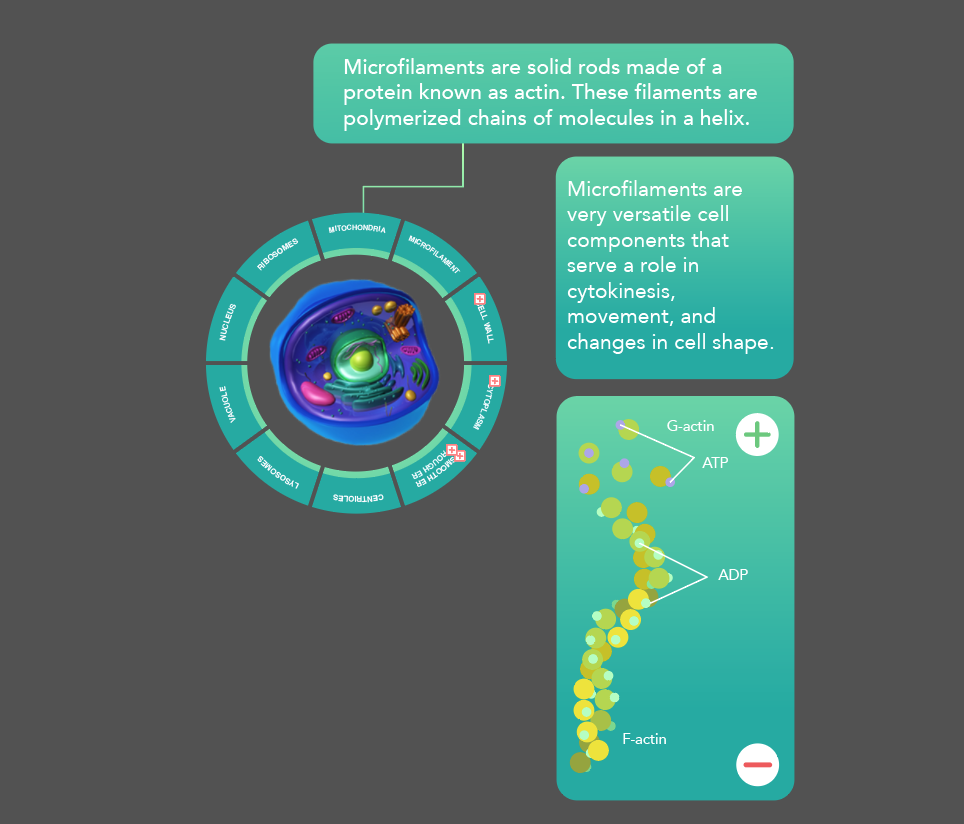 Microfilaments are solid rods made of a
protein known as actin. These filaments are
polymerized chains of molecules in a helix.
Microfilaments are
very versatile cell
components that
serve a role in
cytokinesis,
movement, and
changes in cell shape.
MITOCHONDRIA
MICROFILAMENT
ELL WALL
YTOPLASM
SMOOTH ER
ROUGH ER
CENTRIOLES
LYSOSOMES
VACUOLE
NUCLEUS
RIBOSOMES
G-actin
ATP
ADP
F-actin